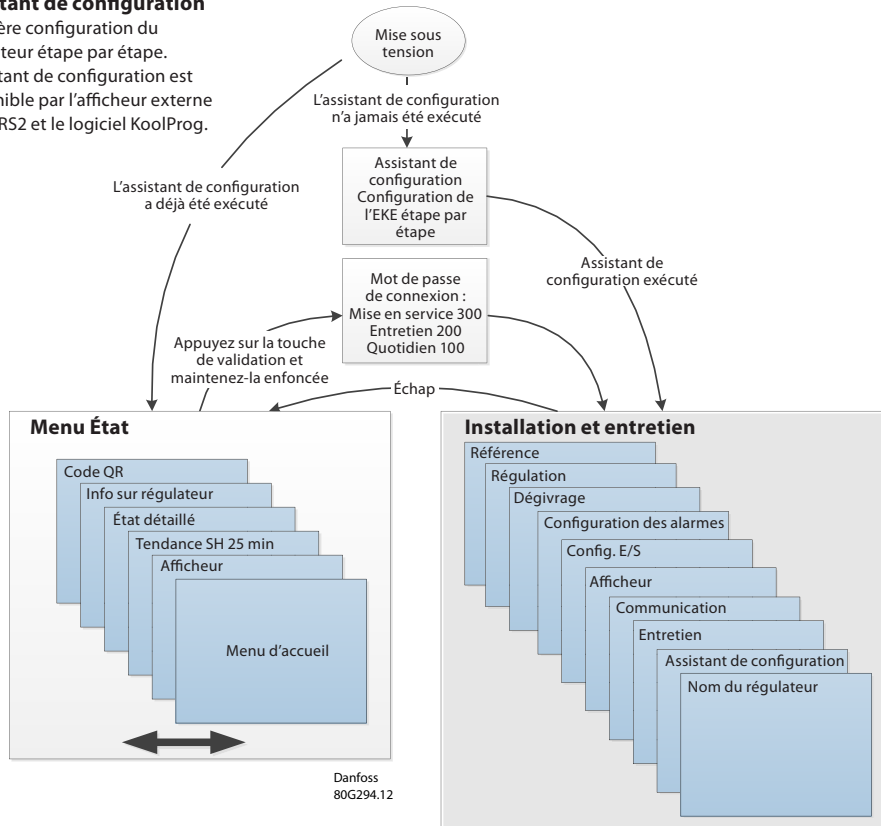 tant de configuration
ère configuration du
teur étape par étape.
tant de configuration est
nible par l'afficheur externe
RS2 et le logiciel KoolProg.
Mise sous
tension
L'assistant de configuration
n'a jamais été exécuté
L'assistant de configuration
a déjà été exécuté
Assistant de
configuration
Configuration de
l'EKE étape par
étape
Assistant de
configuration exécuté
Mot de passe
de connexion :
Mise en service 300
Entretien 200
Quotidien 100
Appuyez sur la touche
de validation et
maintenez-la enfoncée
Échap
Menu État
Code QR
Info sur régulateur
État détaillé
Tendance SH 25 min
Afficheur
Menu d'accueil
Danfoss
80G294.12
Installation et entretien
Référence
Régulation
Dégivrage
Configuration des alarmes
Config. E/S
Afficheur
Communication
Entretien
Assistant de configuration
Nom du régulateur